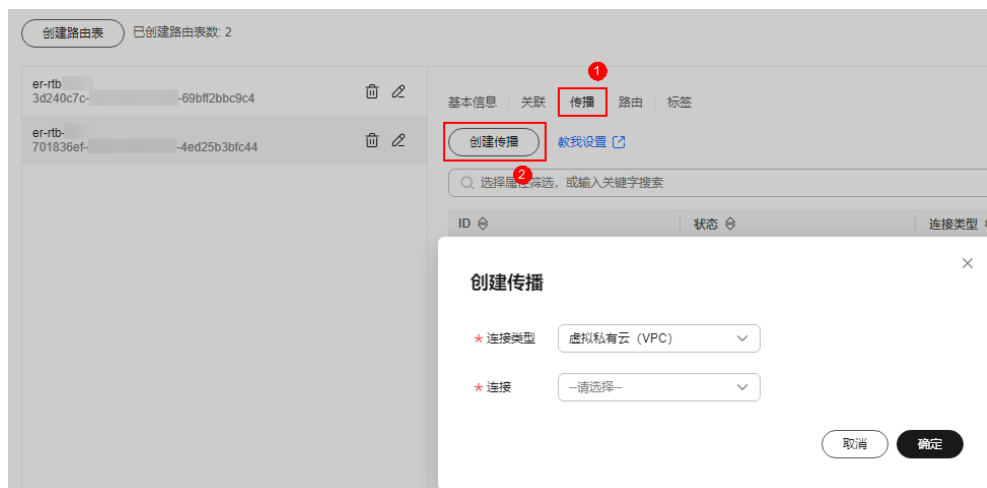 创建路由表 已创建路由表数: 2
1
er-rtb
3d240c7c- -69bff2bbc9c4
基本信息 关联 传播 路由 标签
er-rtb-
701836ef- -4ed25b3bfc44
创建传播 教我设置
2
选择属性筛选，或输入关键字搜索
ID 状态 连接类型
创建传播
* 连接类型 虚拟私有云（VPC）
* 连接 --请选择--
取消 确定